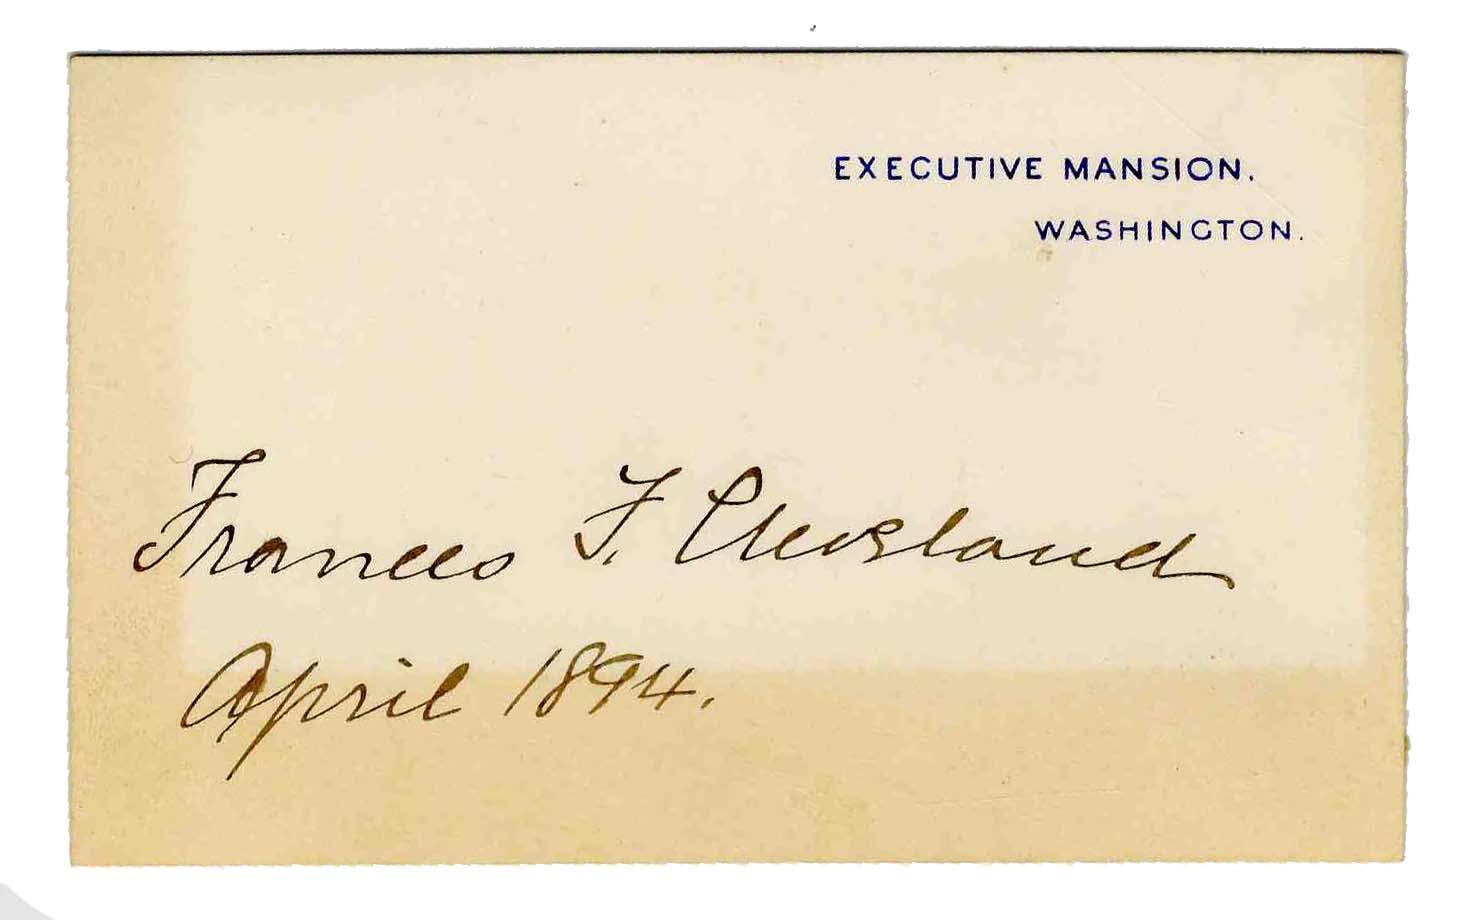 EXECUTIVE MANSION.
WASHINGTON.
Frances F. Cleveland
April 1894.